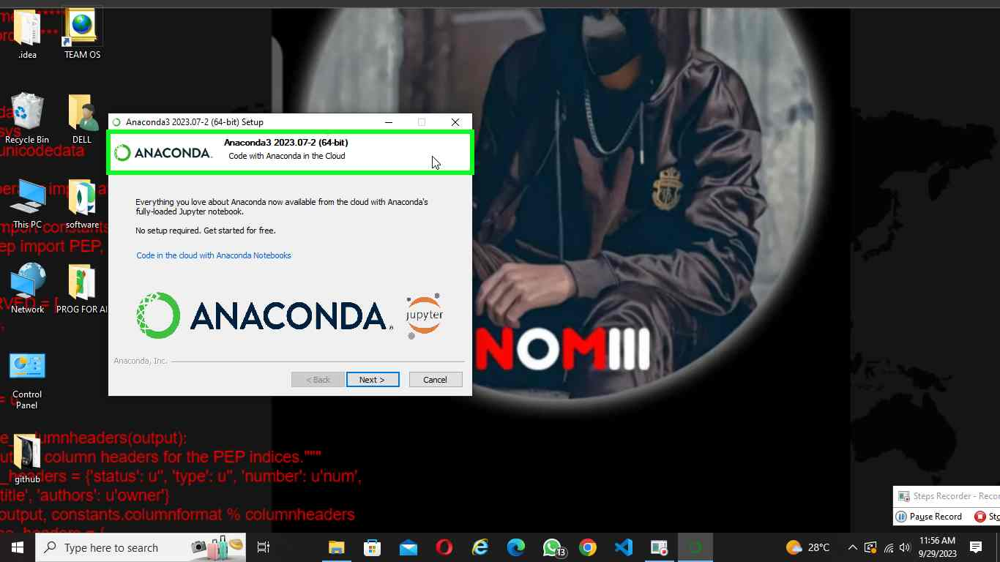 .idea
TEAM OS
Recycle Bin
DELL
unicodedata
This PC
software
import constants
ep import PEP,
Network
PROG FOR AI
RVED = [
Control
Panel
github
columnheaders(output):
column headers for the PEP indices."""
_headers = {'status': u'', 'type': u'', 'number': u'num',
'title', 'authors': u'owner'}
output, constants.columnformat % columnheaders
Anaconda3 2023.07-2 (64-bit) Setup
ANACONDA.
Anaconda3 2023.07-2 (64-bit)
Code with Anaconda in the Cloud
Everything you love about Anaconda now available from the cloud with Anaconda's
fully-loaded Jupyter notebook.
No setup required. Get started for free.
Code in the cloud with Anaconda Notebooks
ANACONDA®
jupyter
Anaconda, Inc.
< Back
Next >
Cancel
NOMIII
Steps Recorder - Recor
Pause Record
Sto
Type here to search
13
28°C
11:56 AM
9/29/2023